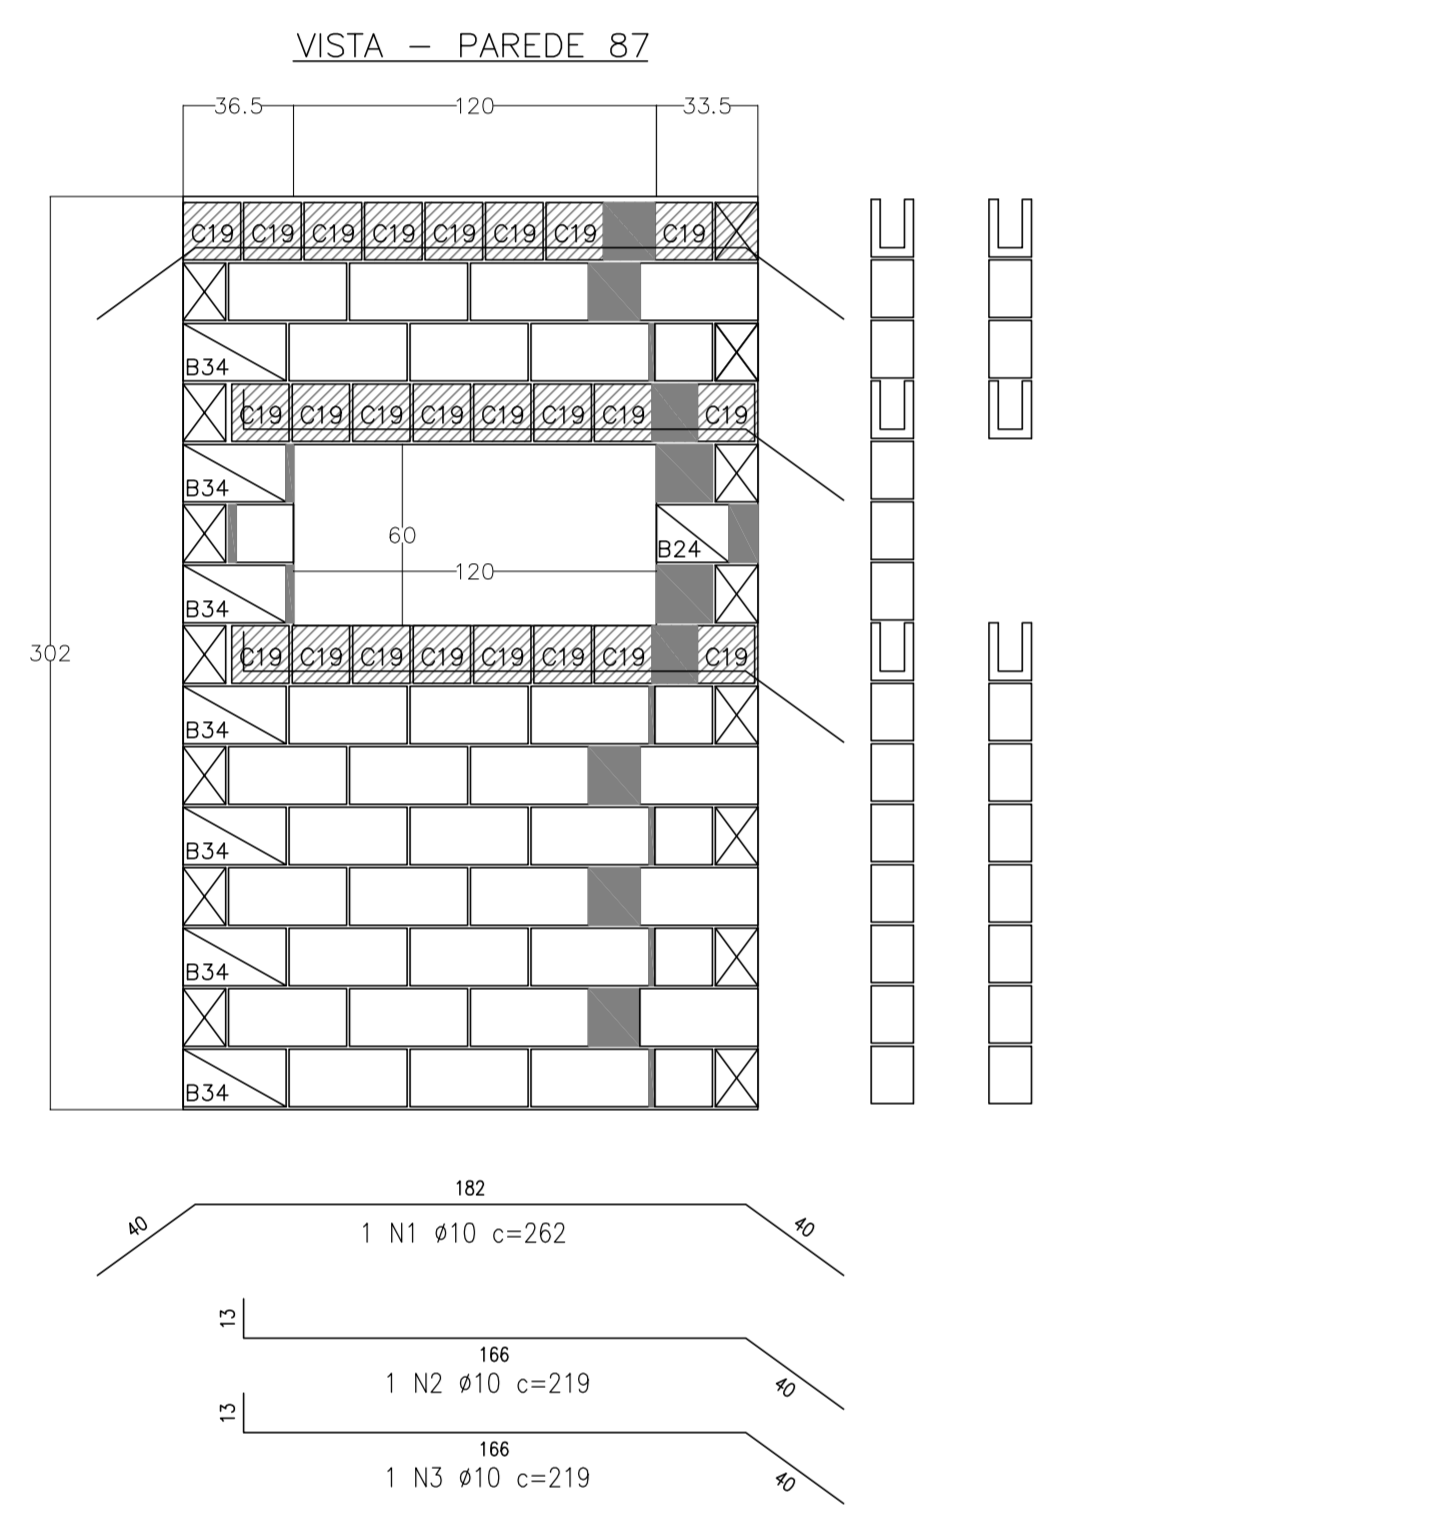 VISTA - PAREDE 87
36.5 120 33.5
C19 C19 C19 C19 C19 C19 C19 C19
B34
C19 C19 C19 C19 C19 C19 C19 C19
B34
60
B24
120
B34
302
C19 C19 C19 C19 C19 C19 C19 C19
B34
B34
B34
B34
182
40 40
1 N1 ø10 c=262
13
166
1 N2 ø10 c=219
40
13
166
1 N3 ø10 c=219
40